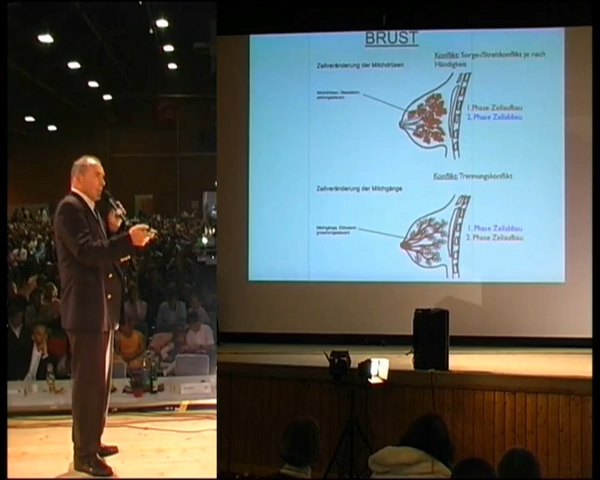 BRUST
Konflikt: Sorge-/Streitkonflikt je nach
Händigkeit
Zellveränderung der Milchdrüsen
1. Phase Zellaufbau
2. Phase Zellabbau
Konflikt: Trennungskonflikt
Zellveränderung der Milchgänge
1. Phase Zellabbau
2. Phase Zellaufbau